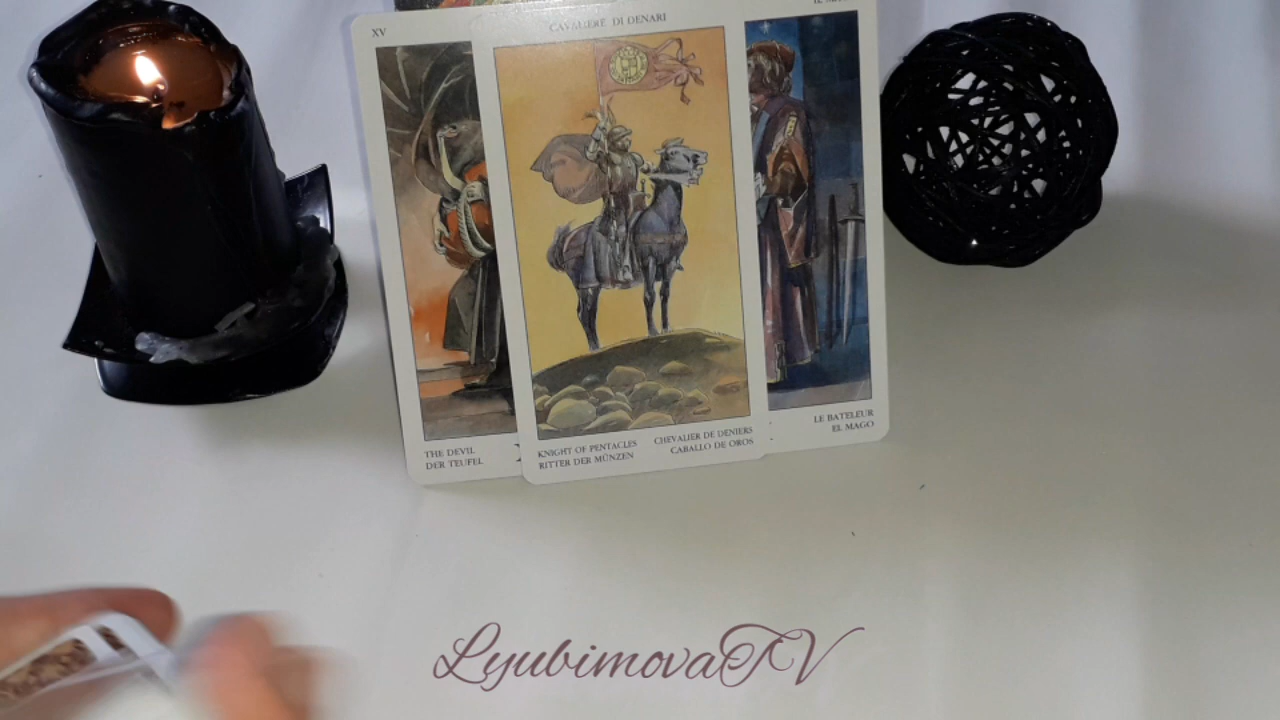 XV
CAVALIERE DI DENARI
THE DEVIL
DER TEUFEL
KNIGHT OF PENTACLES
RITTER DER MÜNZEN
CHEVALIER DE DENIERS
CABALLO DE OROS
LE BATELEUR
EL MAGO
LyubimovaTV